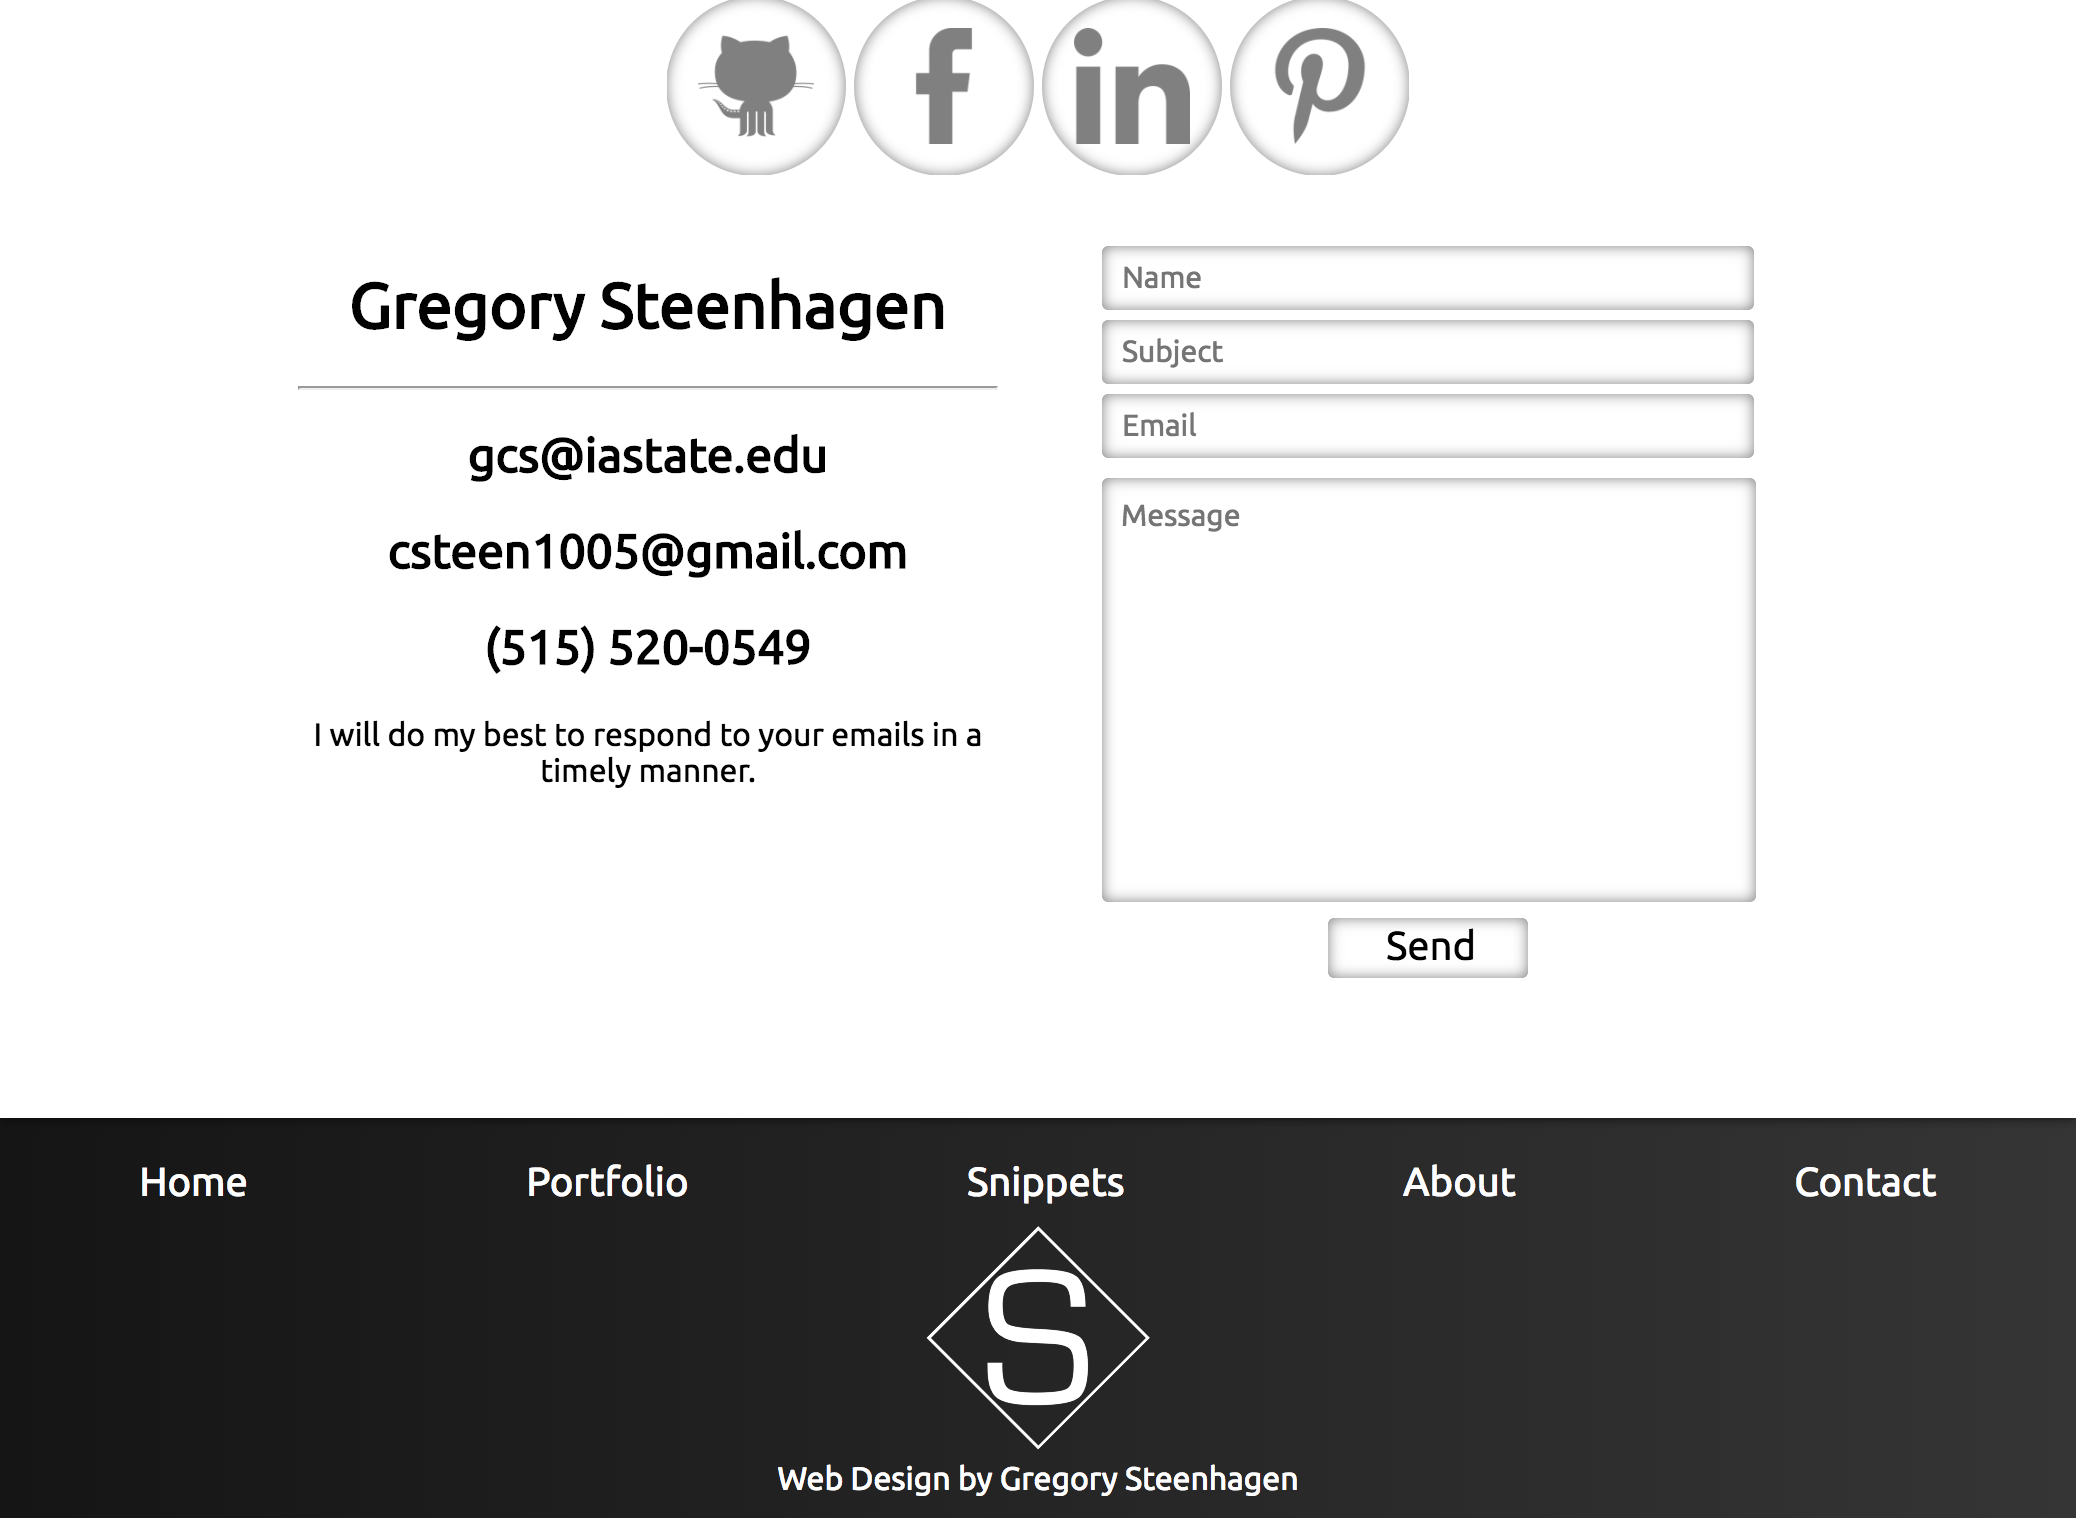 f in P
Gregory Steenhagen
gcs@iastate.edu
csteen1005@gmail.com
(515) 520-0549
I will do my best to respond to your emails in a
timely manner.
Name
Subject
Email
Message
Send
Home Portfolio Snippets About Contact
S
Web Design by Gregory Steenhagen